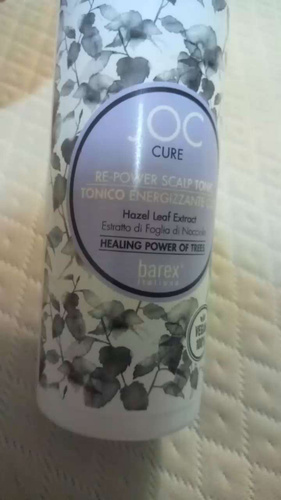 JOC
CURE
RE-POWER SCALP TONIC
TONICO ENERGIZZANTE
Hazel Leaf Extract
Estratto di Foglia di Nocciolo
HEALING POWER OF TREES
barex
italiana